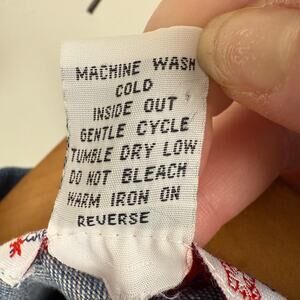 MACHINE WASH
COLD
INSIDE OUT
GENTLE CYCLE
TUMBLE DRY LOW
DO NOT BLEACH
WARM IRON ON
REVERSE